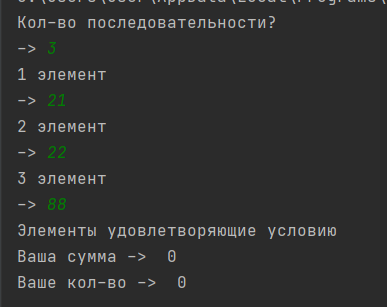 Кол-во последовательности?
-> 3
1 элемент
-> 21
2 элемент
-> 22
3 элемент
-> 88
Элементы удовлетворяющие условию
Ваша сумма -> 0
Ваше кол-во -> 0